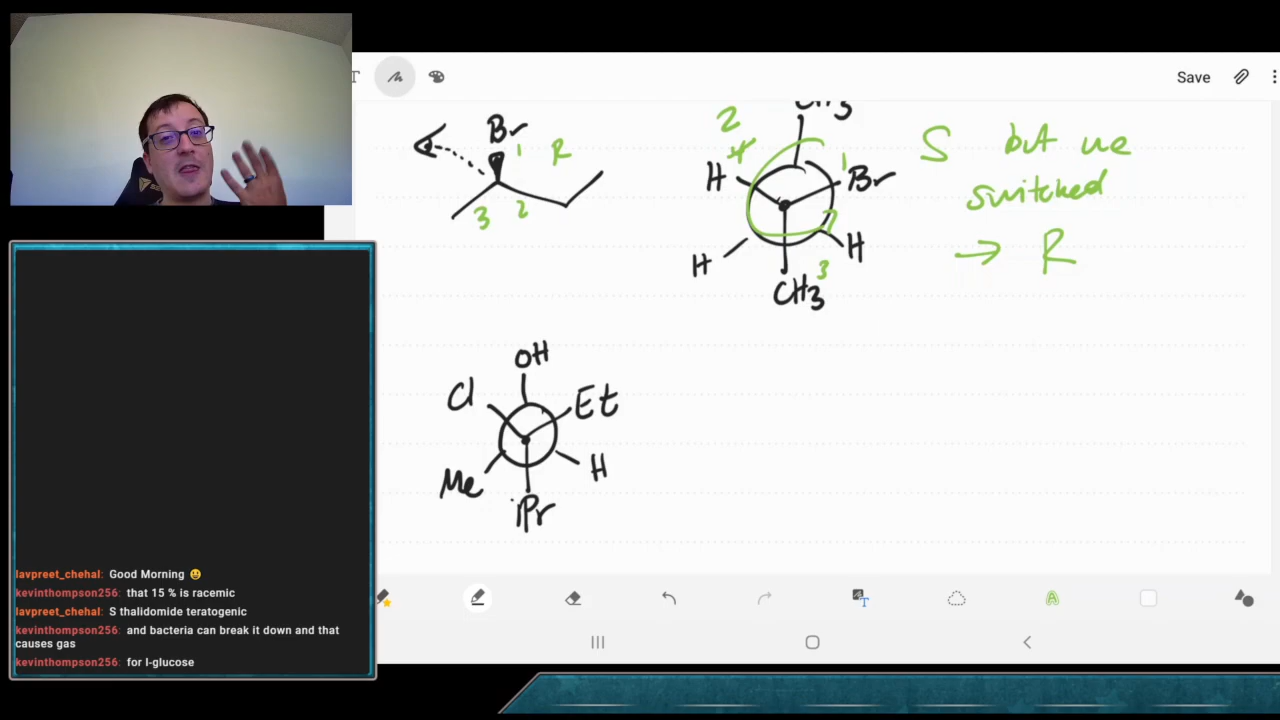 T
Save
Br
1
R
3
2
CH3
2
4
H
1
Br
H
H
3
CH3
S but we
switched
→ R
OH
Cl
Et
Me
H
iPr
lavpreet_chehal: Good Morning 😃
kevinthompson256: that 15 % is racemic
lavpreet_chehal: S thalidomide teratogenic
kevinthompson256: and bacteria can break it down and that
causes gas
kevinthompson256: for l-glucose
T
A